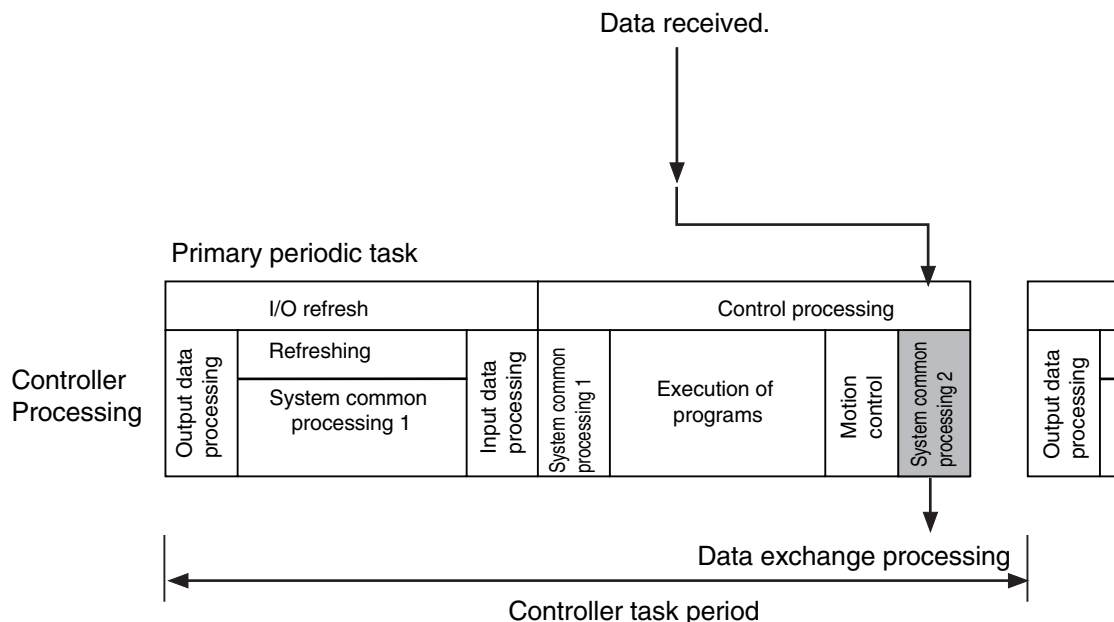 Data received.
Primary periodic task
I/O refresh
Control processing
Controller
Processing
Output data
processing
Refreshing
System common
processing 1
Input data
processing
System common
processing 1
Execution of
programs
Motion
control
System common
processing 2
Output data
processing
Data exchange processing
Controller task period